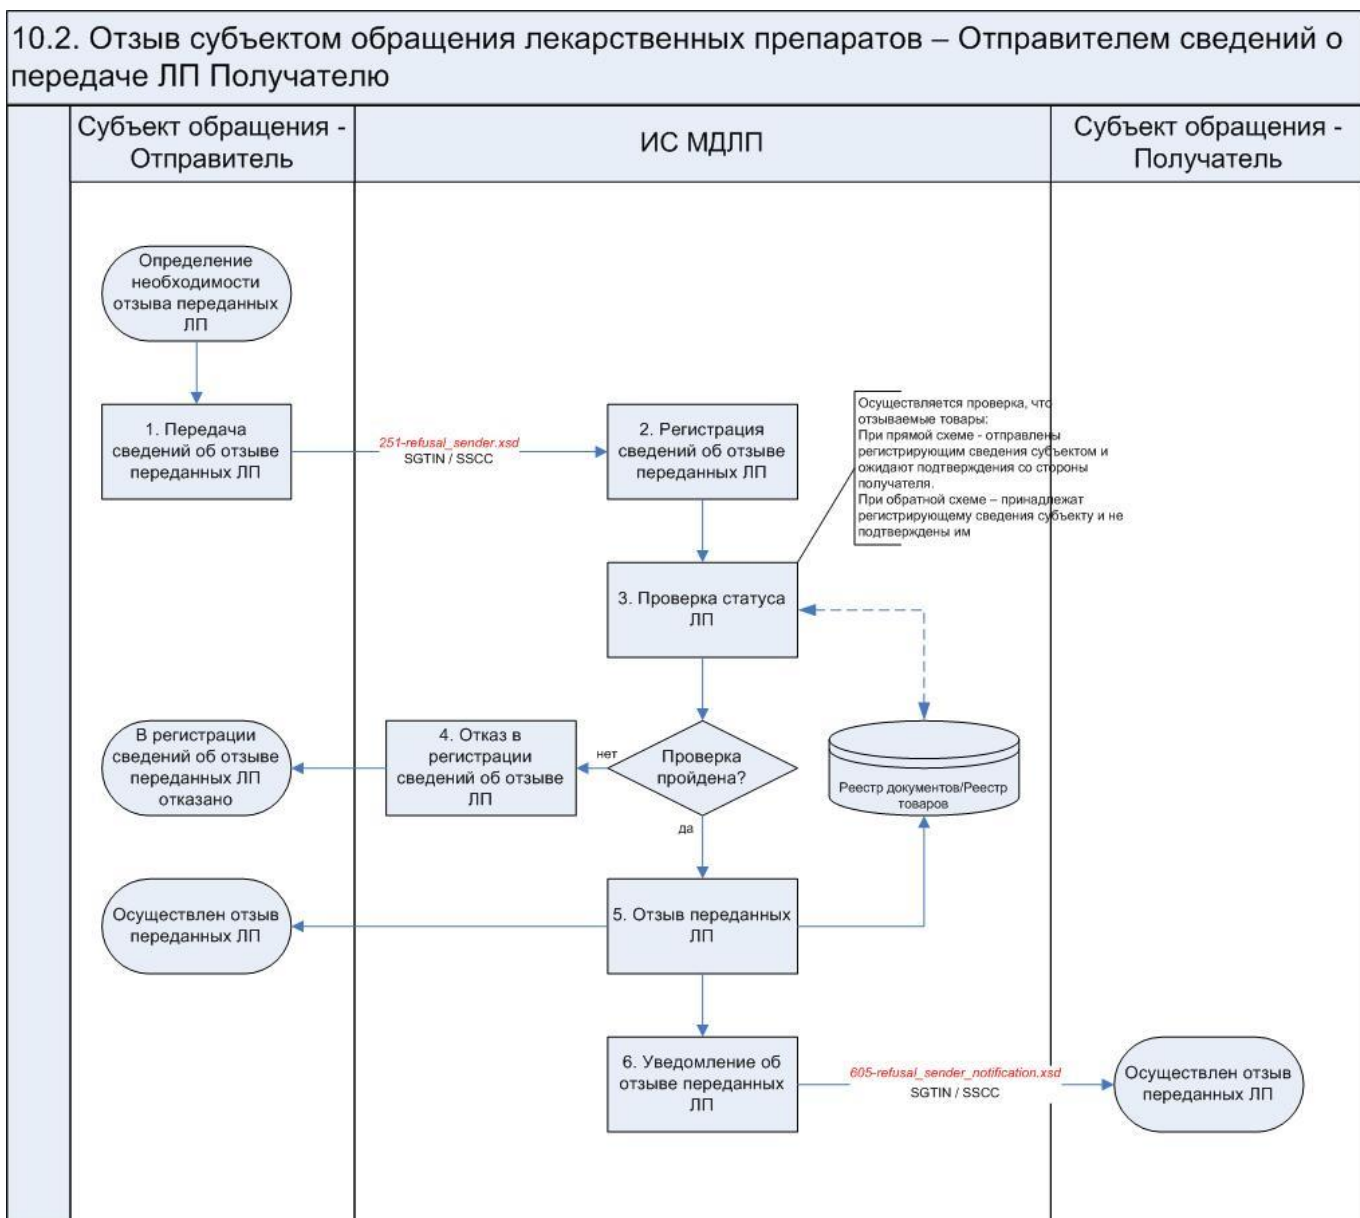 10.2. Отзыв субъектом обращения лекарственных препаратов – Отправителем сведений о
передаче ЛП Получателю
Субъект обращения -
Отправитель
ИС МДЛП
Субъект обращения -
Получатель
Определение
необходимости
отзыва переданных
ЛП
1. Передача
сведений об отзыве
переданных ЛП
251-refusal_sender.xsd
SGTIN / SSCC
2. Регистрация
сведений об отзыве
переданных ЛП
Осуществляется проверка, что
отзываемые товары:
При прямой схеме - отправлены
регистрирующим сведения субъектом и
ожидают подтверждения со стороны
получателя.
При обратной схеме – принадлежат
регистрирующему сведения субъекту и не
подтверждены им
3. Проверка статуса
ЛП
В регистрации
сведений об отзыве
переданных ЛП
отказано
4. Отказ в
регистрации
сведений об отзыве
ЛП
нет
Проверка
пройдена?
Реестр документов/Реестр
товаров
да
Осуществлен отзыв
переданных ЛП
5. Отзыв переданных
ЛП
6. Уведомление об
отзыве переданных
ЛП
605-refusal_sender_notification.xsd
SGTIN / SSCC
Осуществлен отзыв
переданных ЛП